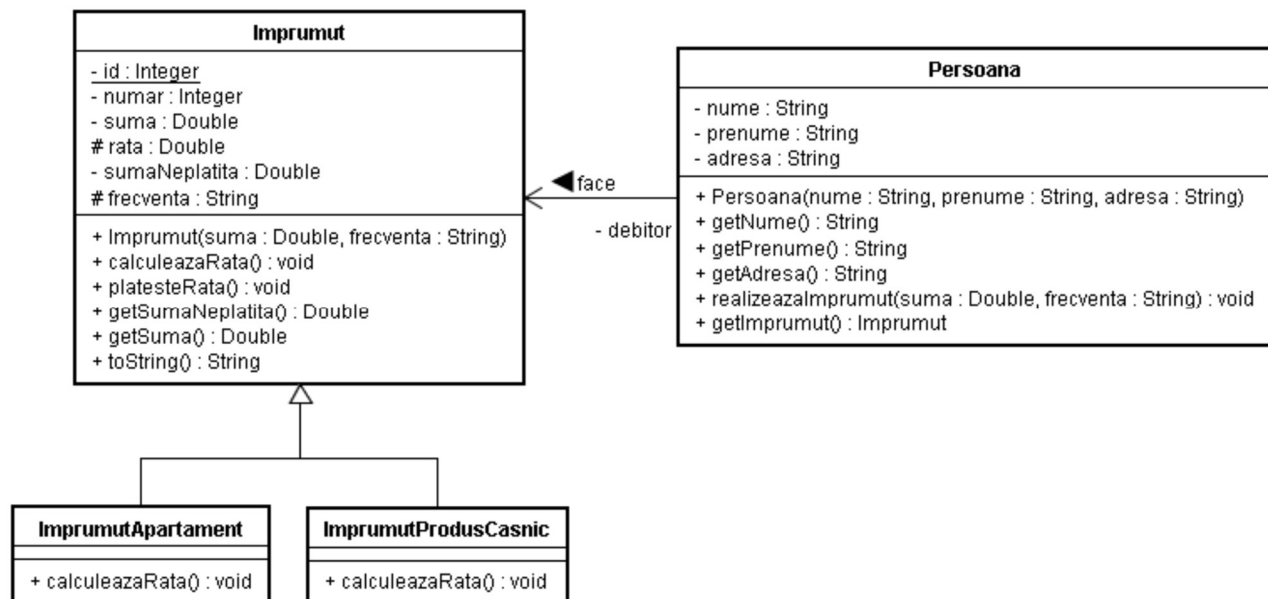 Imprumut
- id : Integer
- numar : Integer
- suma : Double
# rata : Double
- sumaNeplatita : Double
# frecventa : String
+ Imprumut(suma : Double, frecventa : String)
+ calculeazaRata() : void
+ platesteRata() : void
+ getSumaNeplatita() : Double
+ getSuma() : Double
+ toString() : String
face
- debitor
Persoana
- nume : String
- prenume : String
- adresa : String
+ Persoana(nume : String, prenume : String, adresa : String)
+ getNume() : String
+ getPrenume() : String
+ getAdresa() : String
+ realizeazaImprumut(suma : Double, frecventa : String) : void
+ getImprumut() : Imprumut
ImprumutApartament
+ calculeazaRata() : void
ImprumutProdusCasnic
+ calculeazaRata() : void